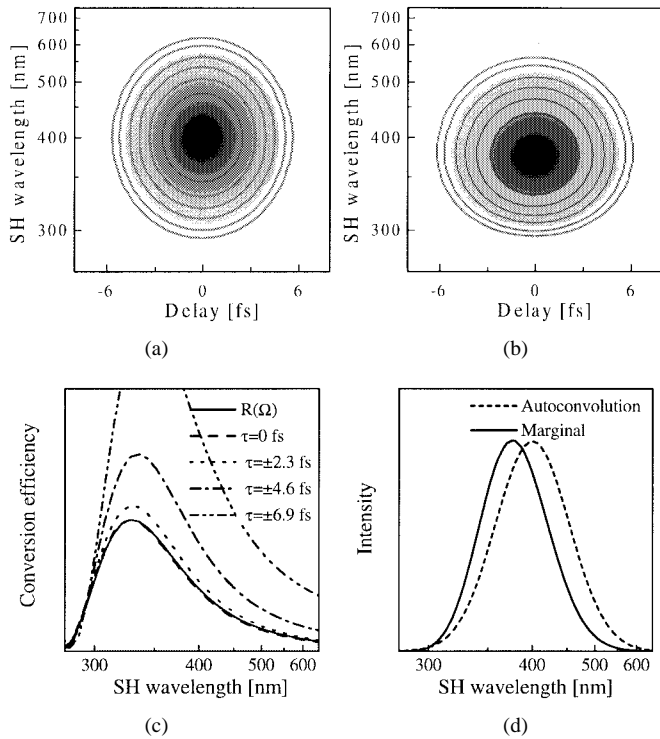 700
600
500
400
300
SH wavelength [nm]
-6
0
6
Delay [fs]
(a)
700
600
500
400
300
SH wavelength [nm]
-6
0
6
Delay [fs]
(b)
Conversion efficiency
R(Ω)
τ=0 fs
τ=±2.3 fs
τ=±4.6 fs
τ=±6.9 fs
300
400
500
600
SH wavelength [nm]
(c)
Intensity
Autoconvolution
Marginal
300
400
500
600
SH wavelength [nm]
(d)